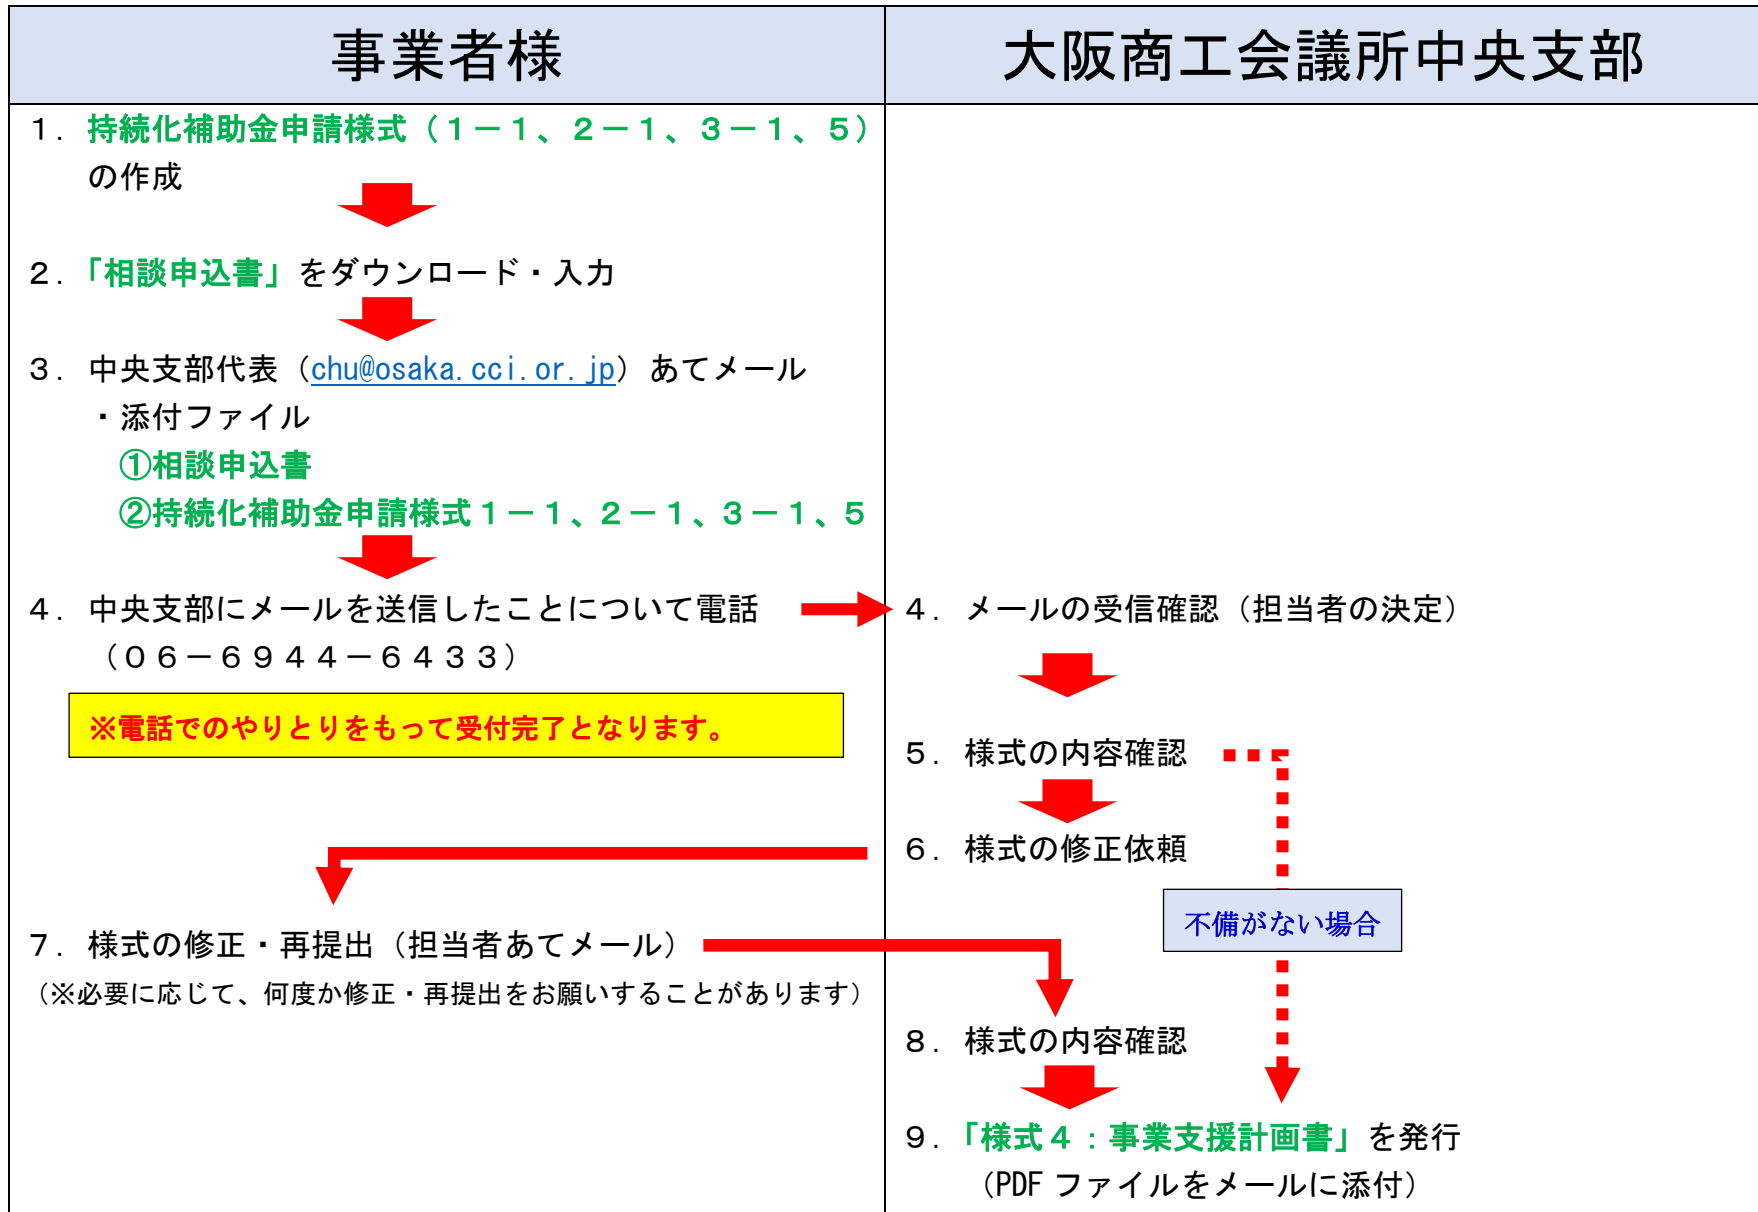 事業者様
大阪商工会議所中央支部
１．持続化補助金申請様式（１－１、２－１、３－１、５）
の作成
２．「相談申込書」をダウンロード・入力
３．中央支部代表（chu@osaka.cci.or.jp）あてメール
・添付ファイル
①相談申込書
②持続化補助金申請様式１－１、２－１、３－１、５
４．中央支部にメールを送信したことについて電話
（０６－６９４４－６４３３）
※電話でのやりとりをもって受付完了となります。
４．メールの受信確認（担当者の決定）
５．様式の内容確認
６．様式の修正依頼
不備がない場合
７．様式の修正・再提出（担当者あてメール）
（※必要に応じて、何度か修正・再提出をお願いすることがあります）
８．様式の内容確認
９．「様式４：事業支援計画書」を発行
（PDF ファイルをメールに添付）